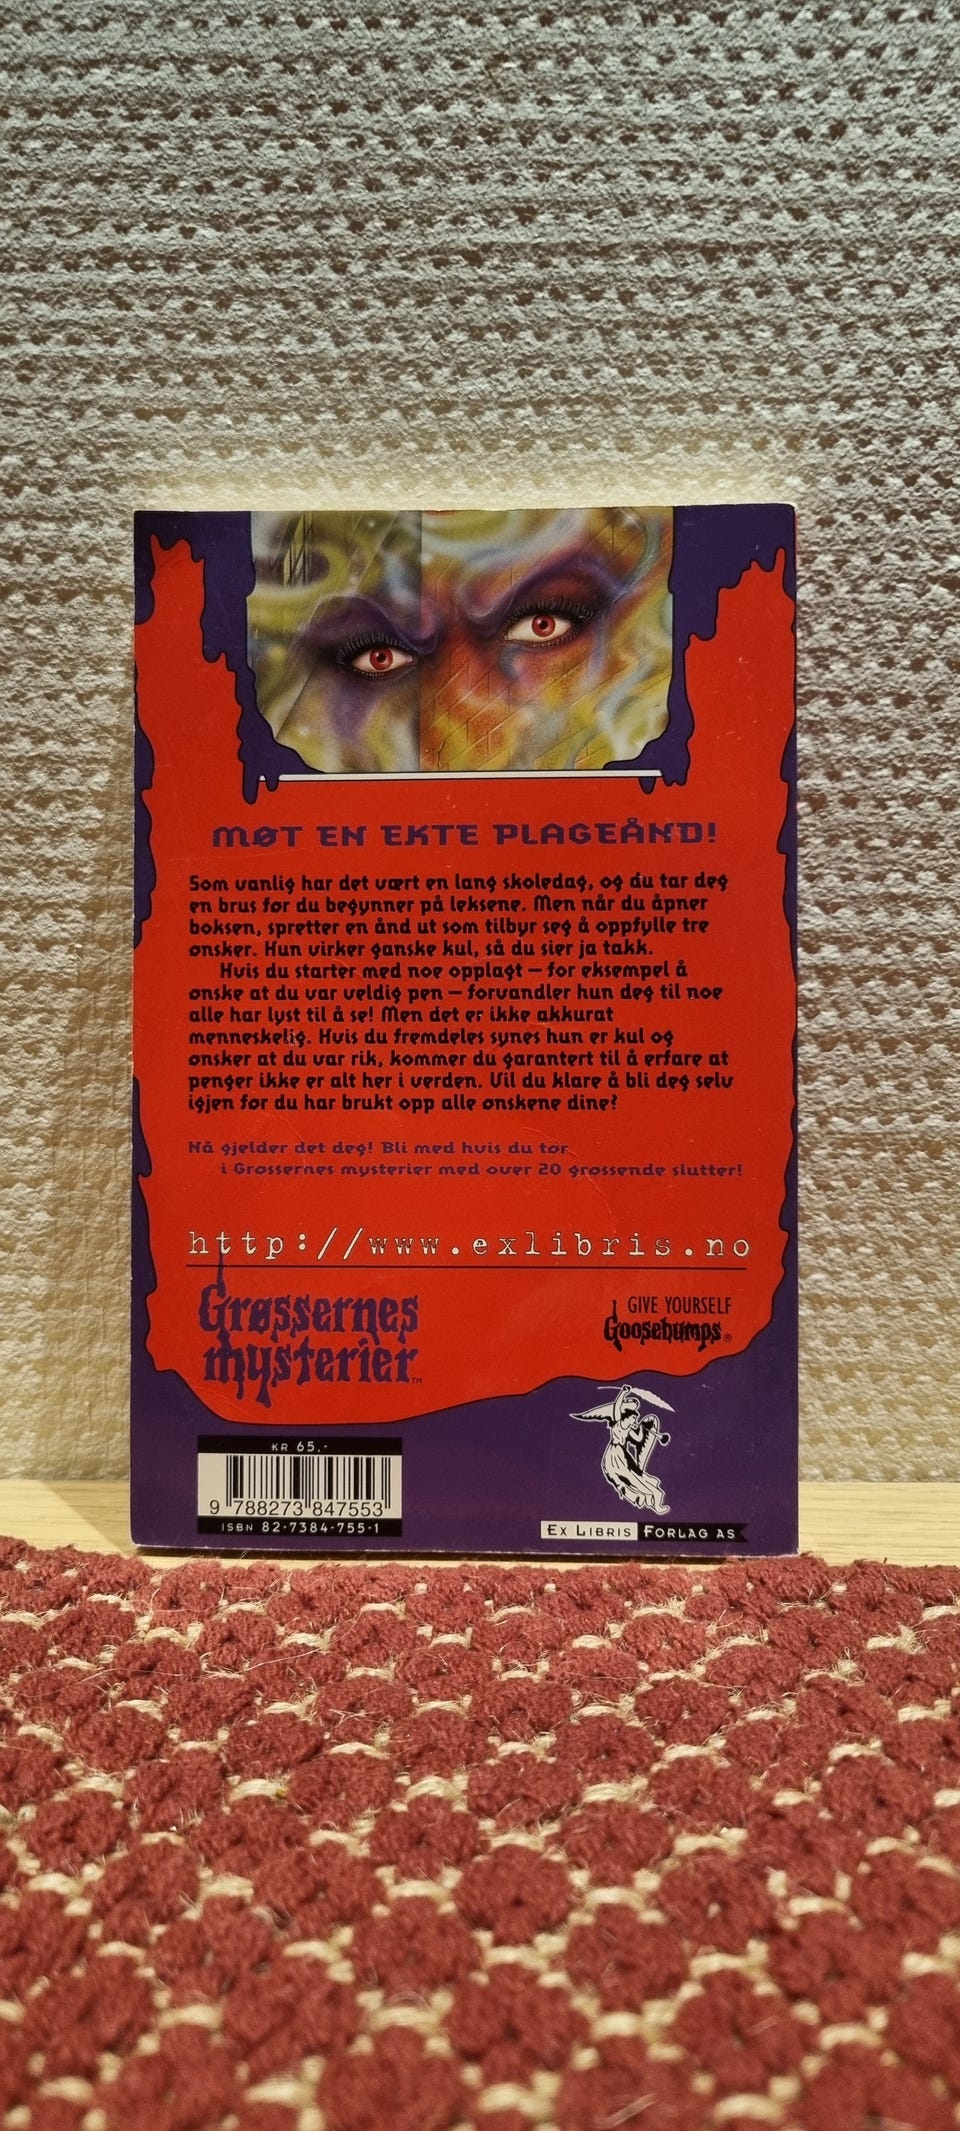 MØT EN EKTE PLAGEÅND!
Som vanlig har det vært en lang skoledag, og du tar deg
en brus før du begynner på leksene. Men når du åpner
boksen, spretter en ånd ut som tilbyr seg å oppfylle tre
ønsker. Hun virker ganske kul, så du sier ja takk.
Hvis du starter med noe opplagt – for eksempel å
ønske at du var veldig pen – forvandler hun deg til noe
alle har lyst til å se! Men det er ikke akkurat
menneskelig. Hvis du fremdeles synes hun er kul og
ønsker at du var rik, kommer du garantert til å erfare at
penger ikke er alt her i verden. Vil du klare å bli deg selv
igjen før du har brukt opp alle ønskene dine?
Nå gjelder det deg! Bli med hvis du tør
i Grøssernes mysterier med over 20 grøssende slutter!
http://www.exlibris.no
Grøssernes
mysterier™
GIVE YOURSELF
Goosebumps®
KR 65,-
9 788273 847553
ISBN 82-7384-755-1
EX LIBRIS FORLAG AS